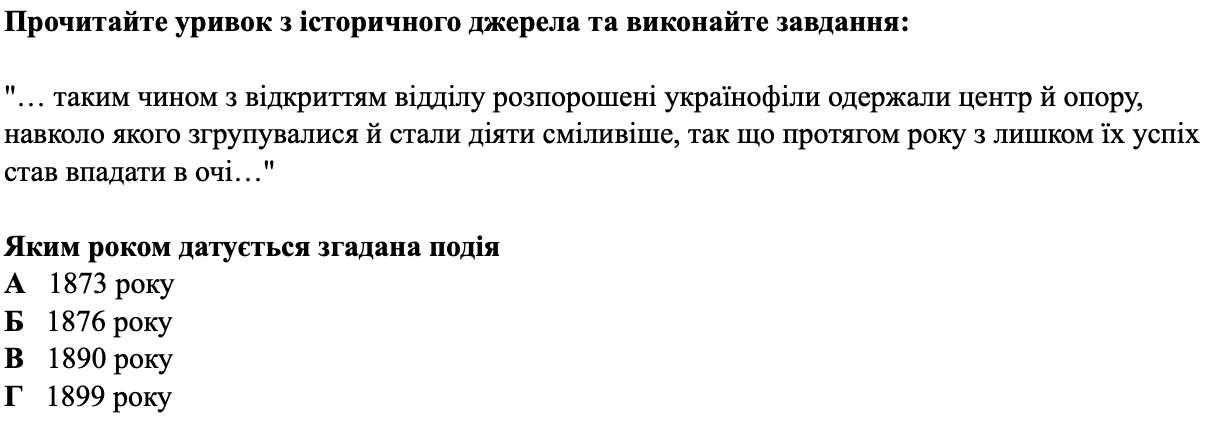 Прочитайте уривок з історичного джерела та виконайте завдання:
"… таким чином з відкриттям відділу розпорошені українофіли одержали центр й опору,
навколо якого згрупувалися й стали діяти сміливіше, так що протягом року з лишком їх успіх
став впадати в очі…"
Яким роком датується згадана подія
А 1873 року
Б 1876 року
В 1890 року
Г 1899 року